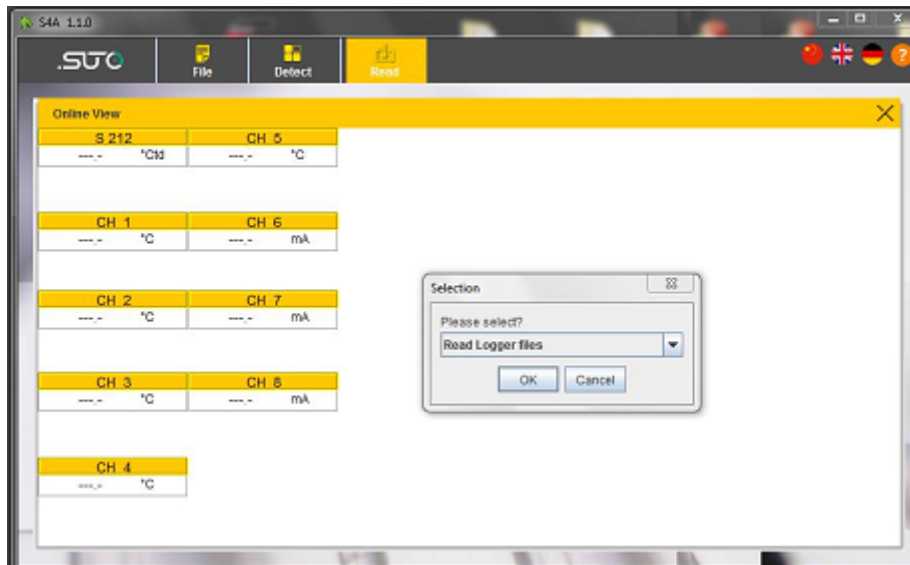 S4A 1.1.0
.SUTO
File
Detect
Read
?
Online View
S 212 CH 5
---.- °Ctd ---.- °C
CH 1 CH 6
---.- °C ---.- mA
CH 2 CH 7
---.- °C ---.- mA
CH 3 CH 8
---.- °C ---.- mA
CH 4
---.- °C
Selection
Please select?
Read Logger files
OK Cancel